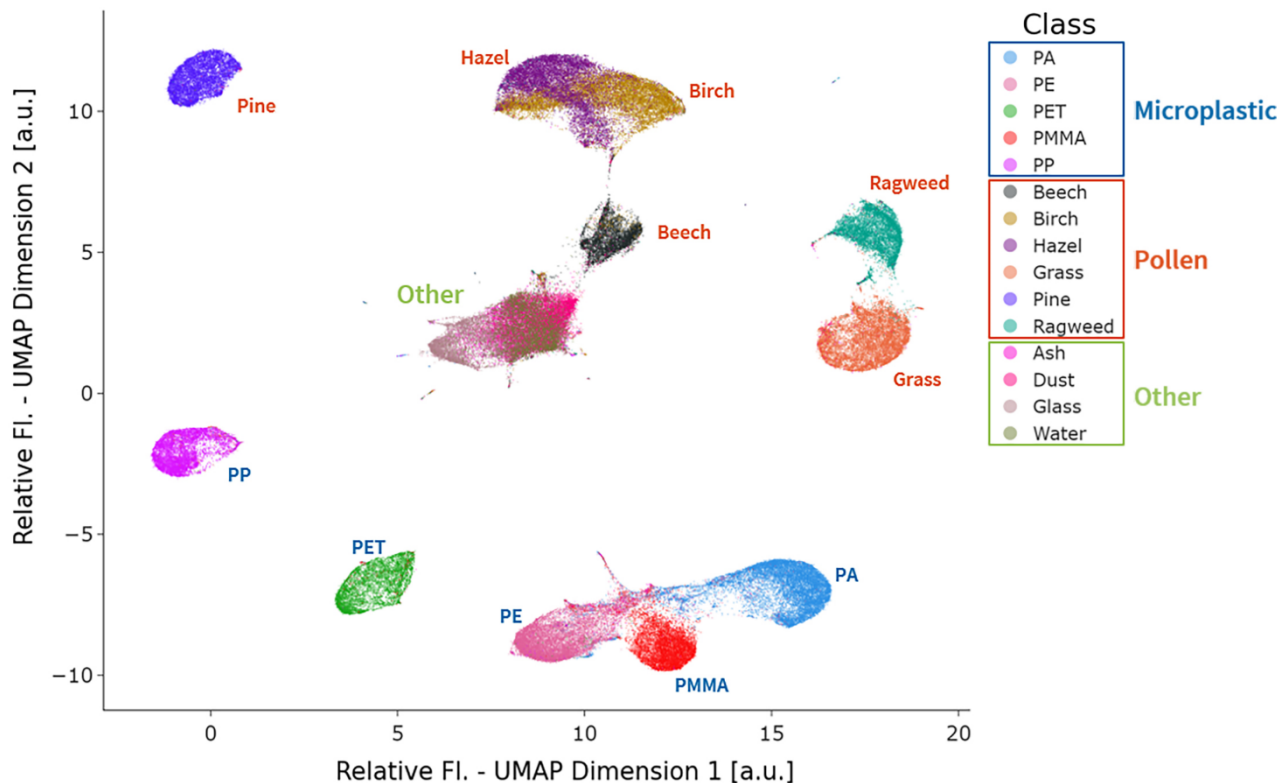 Class
PA
PE
PET
PMMA
PP
Microplastic
Beech
Birch
Hazel
Grass
Pine
Ragweed
Pollen
Ash
Dust
Glass
Water
Other
Pine
Hazel
Birch
Ragweed
Beech
Other
Grass
PP
PET
PE
PA
PMMA
10
5
0
−5
−10
Relative Fl. - UMAP Dimension 2 [a.u.]
0 5 10 15 20
Relative Fl. - UMAP Dimension 1 [a.u.]